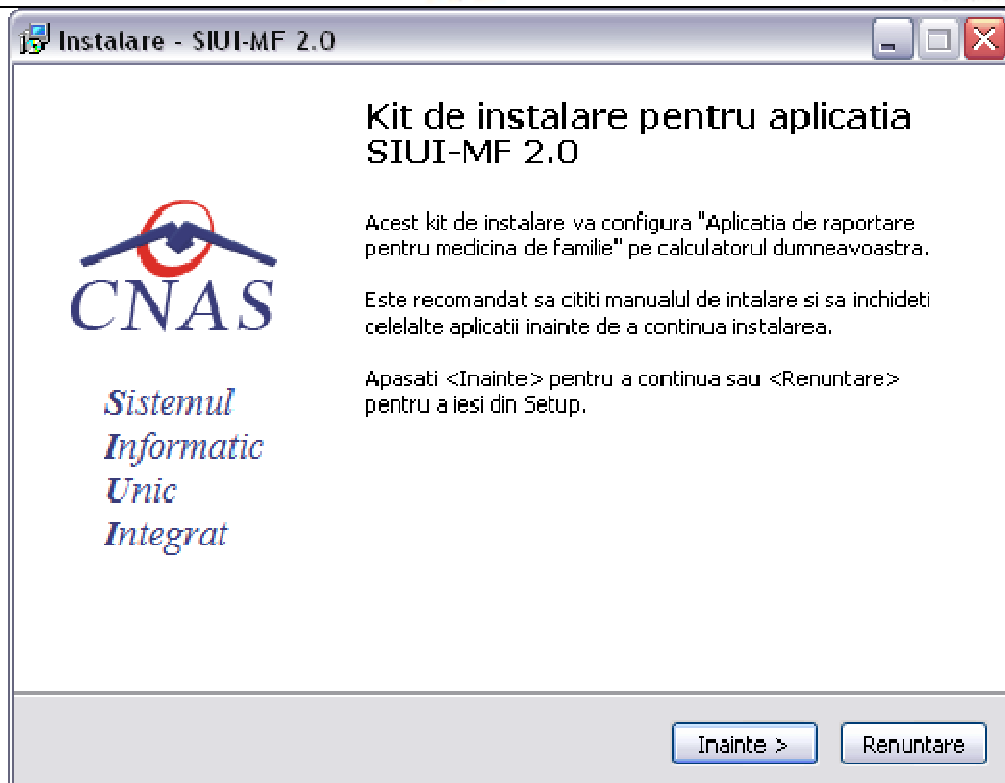 Instalare - SIUI-MF 2.0
Kit de instalare pentru aplicatia
SIUI-MF 2.0
Acest kit de instalare va configura "Aplicatia de raportare
pentru medicina de familie" pe calculatorul dumneavoastra.
Este recomandat sa cititi manualul de intalare si sa inchideti
celelalte aplicatii inainte de a continua instalarea.
Apasati <Inainte> pentru a continua sau <Renuntare>
pentru a iesi din Setup.
CNAS
Sistemul
Informatic
Unic
Integrat
Inainte >
Renuntare